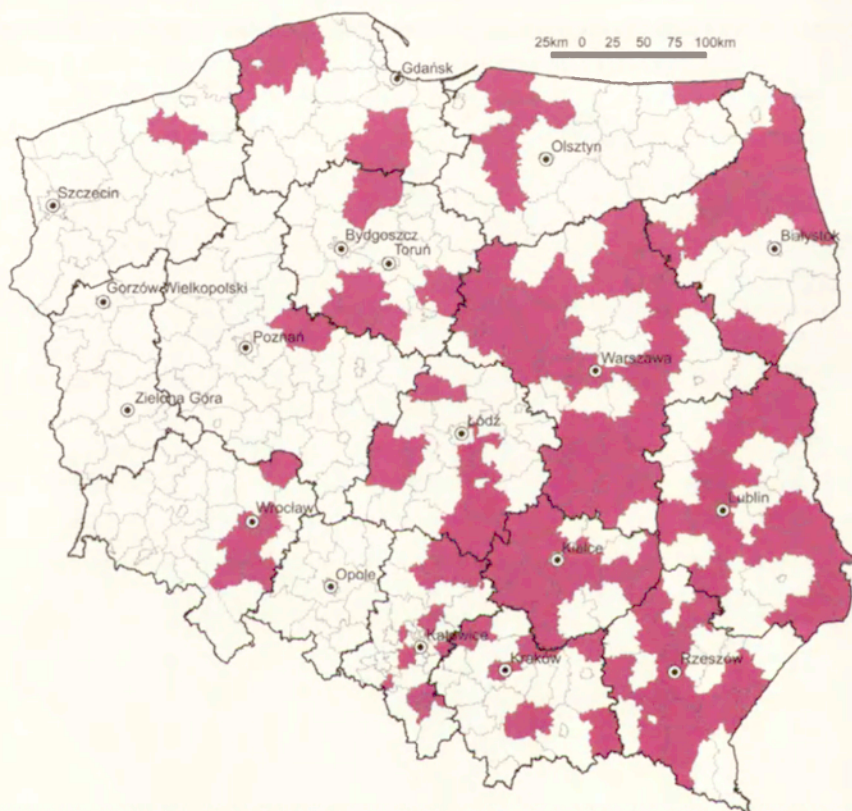 25km 0 25 50 75 100km
Gdańsk
Olsztyn
Szczecin
Bydgoszcz
Toruń
Białystok
Gorzów Wielkopolski
Poznań
Warszawa
Zielona Góra
Łódź
Wrocław
Lublin
Kielce
Opole
Katowice
Kraków
Rzeszów